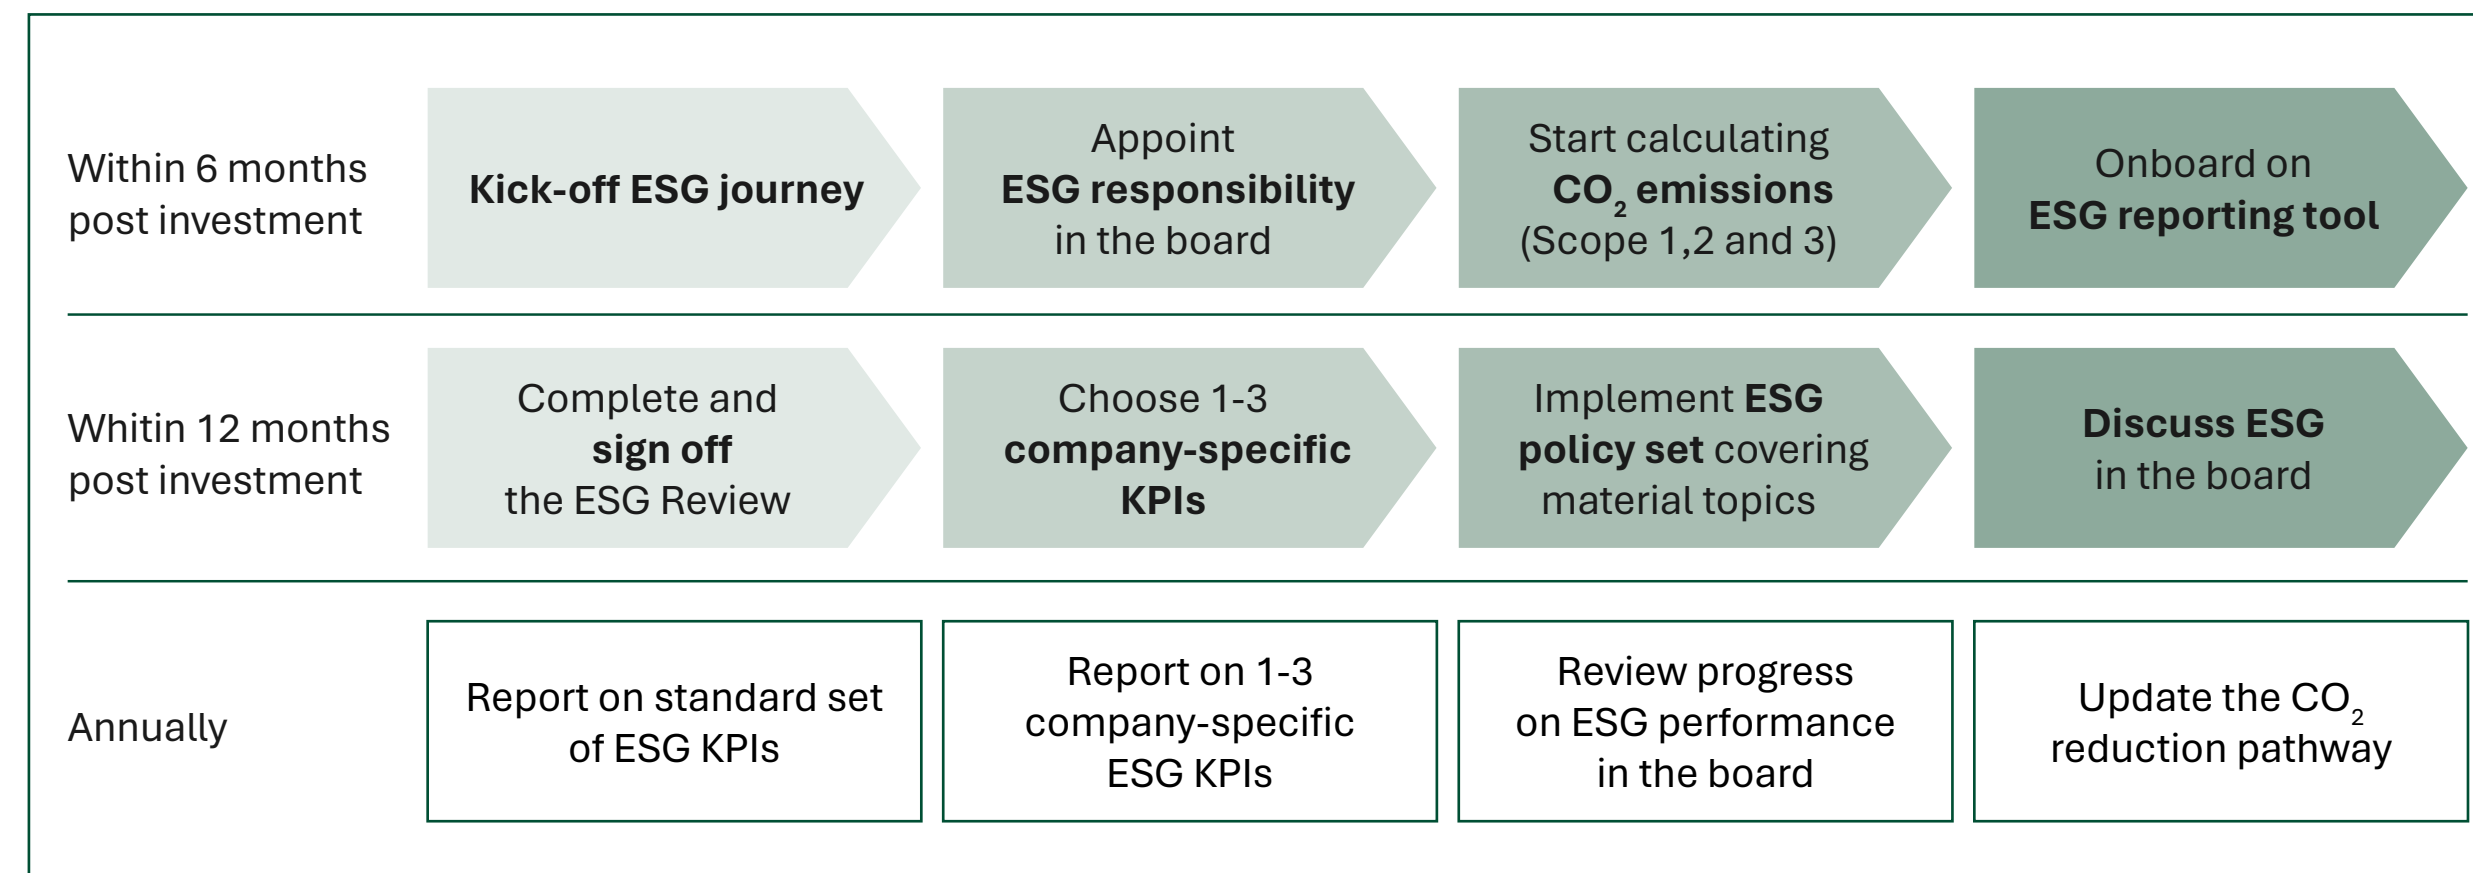 Within 6 months
post investment
Kick-off ESG journey
Appoint
ESG responsibility
in the board
Start calculating
CO₂ emissions
(Scope 1,2 and 3)
Onboard on
ESG reporting tool
Whitin 12 months
post investment
Complete and
sign off
the ESG Review
Choose 1-3
company-specific
KPIs
Implement ESG
policy set covering
material topics
Discuss ESG
in the board
Annually
Report on standard set
of ESG KPIs
Report on 1-3
company-specific
ESG KPIs
Review progress
on ESG performance
in the board
Update the CO₂
reduction pathway